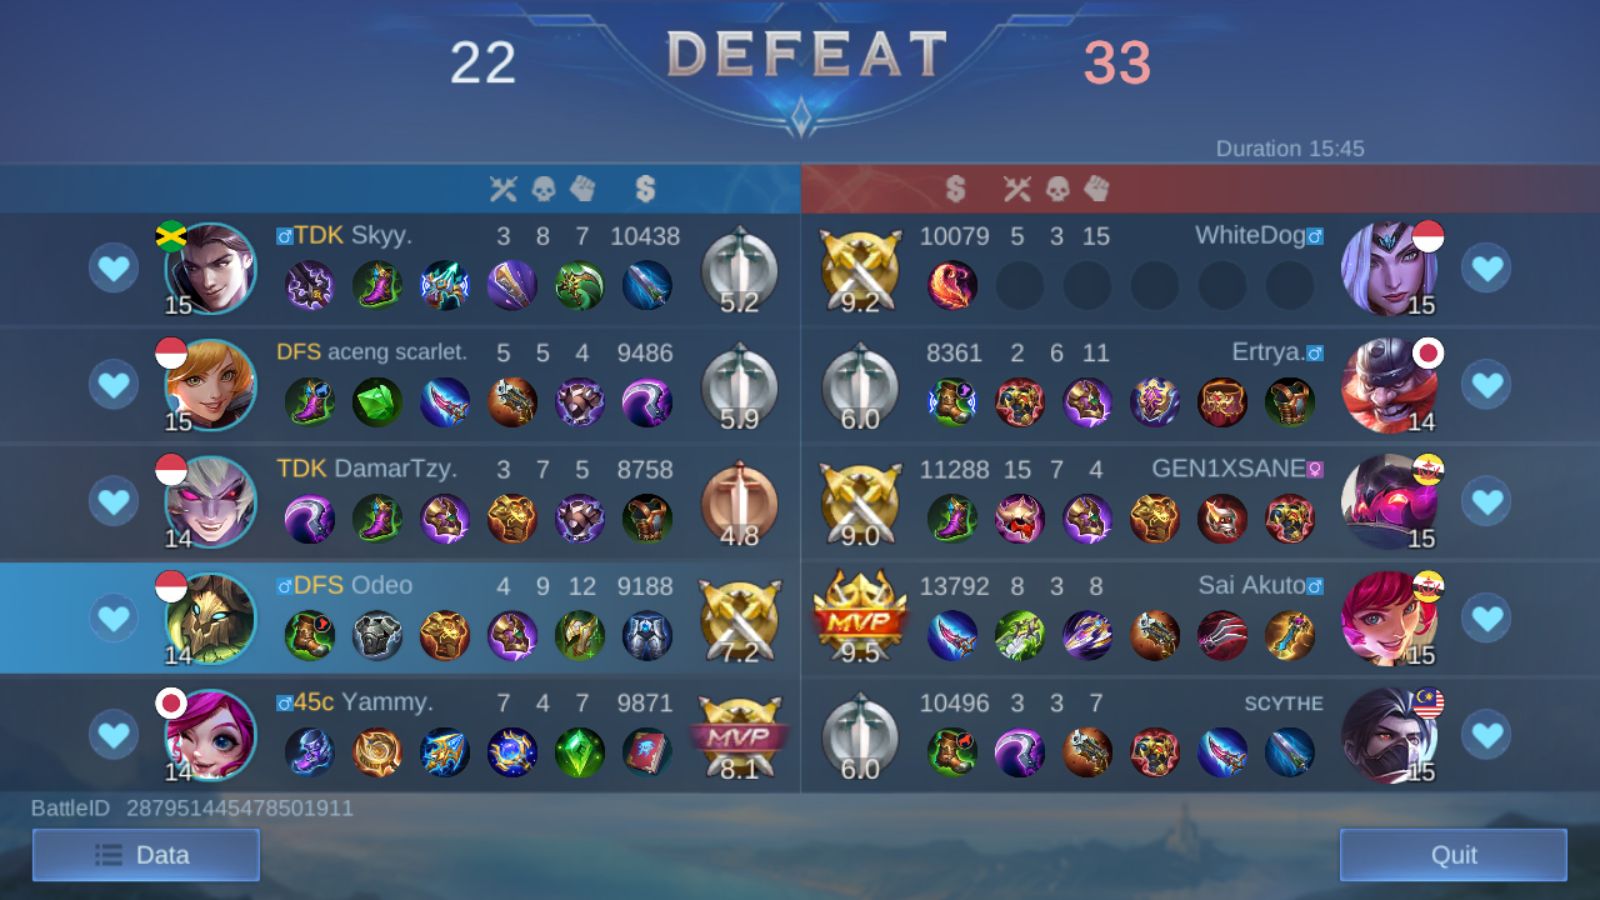 22 DEFEAT 33
Duration 15:45
TDK Skyy. 3 8 7 10438
15 5.2
10079 5 3 15 WhiteDog
9.2 15
DFS aceng scarlet. 5 5 4 9486
15 5.9
8361 2 6 11 Ertrya.
6.0 14
TDK DamarTzy. 3 7 5 8758
14 4.8
11288 15 7 4 GEN1XSANE
9.0 15
DFS Odeo 4 9 12 9188
14 7.2
13792 8 3 8 Sai Akuto
MVP
9.5 15
45c Yammy. 7 4 7 9871
MVP
14 8.1
10496 3 3 7 SCYTHE
6.0 15
BattleID 287951445478501911
Data
Quit